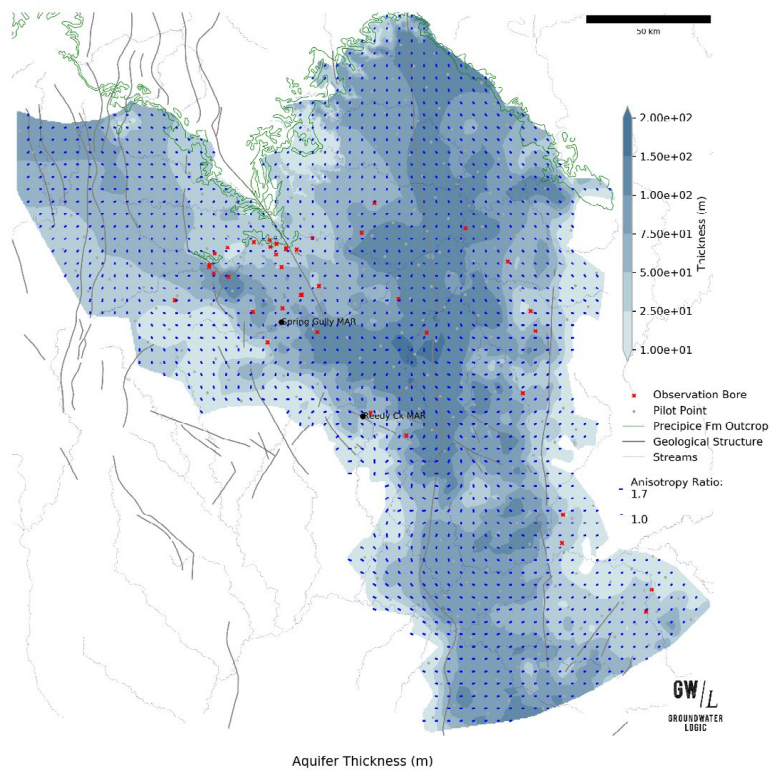 50 km
2.00e+02
1.50e+02
1.00e+02
7.50e+01
5.00e+01
2.50e+01
1.00e+01
Thickness (m)
Spring Gully MAR
Reedy Ck MAR
Observation Bore
Pilot Point
Precipice Fm Outcrop
Geological Structure
Streams
Anisotropy Ratio:
1.7
1.0
GW/L
GROUNDWATER
LOGIC
Aquifer Thickness (m)